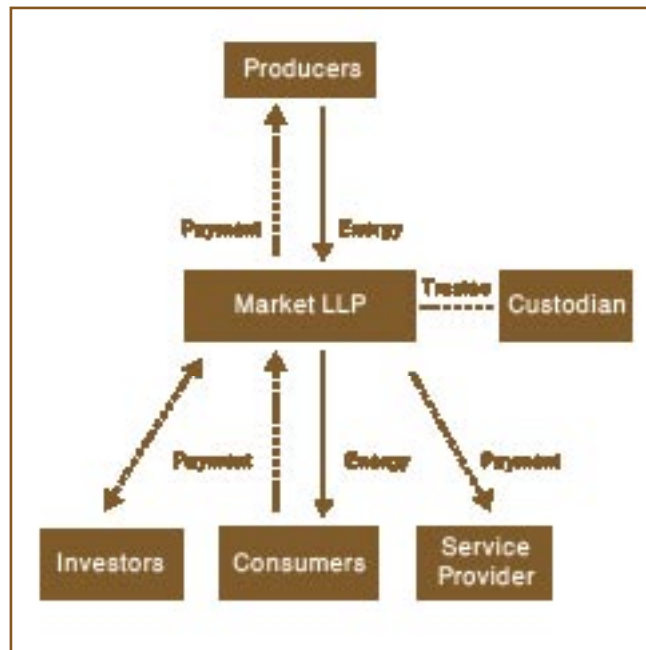 Producers
Payment
Energy
Market LLP
Trustee
Custodian
Payment
Energy
Payment
Investors
Consumers
Service
Provider